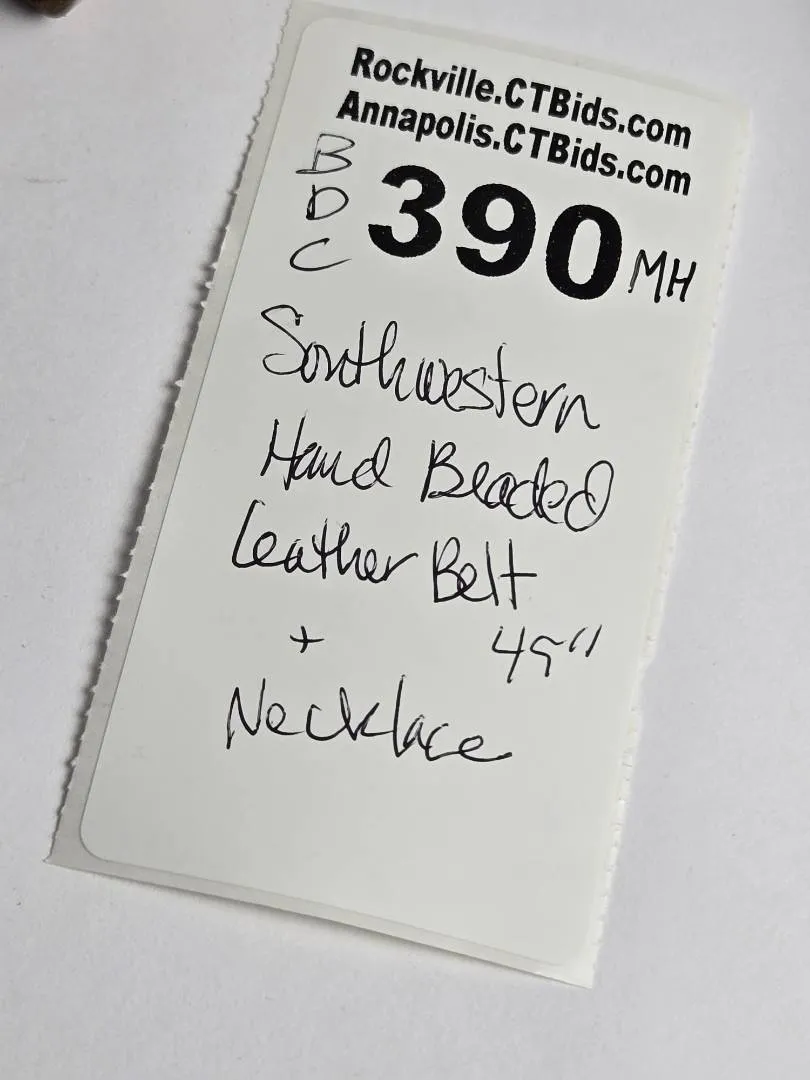 Rockville.CTBids.com
Annapolis.CTBids.com
B
D
C
390 MH
Southwestern
Hand Beaded
Leather Belt
+ 45"
Necklace